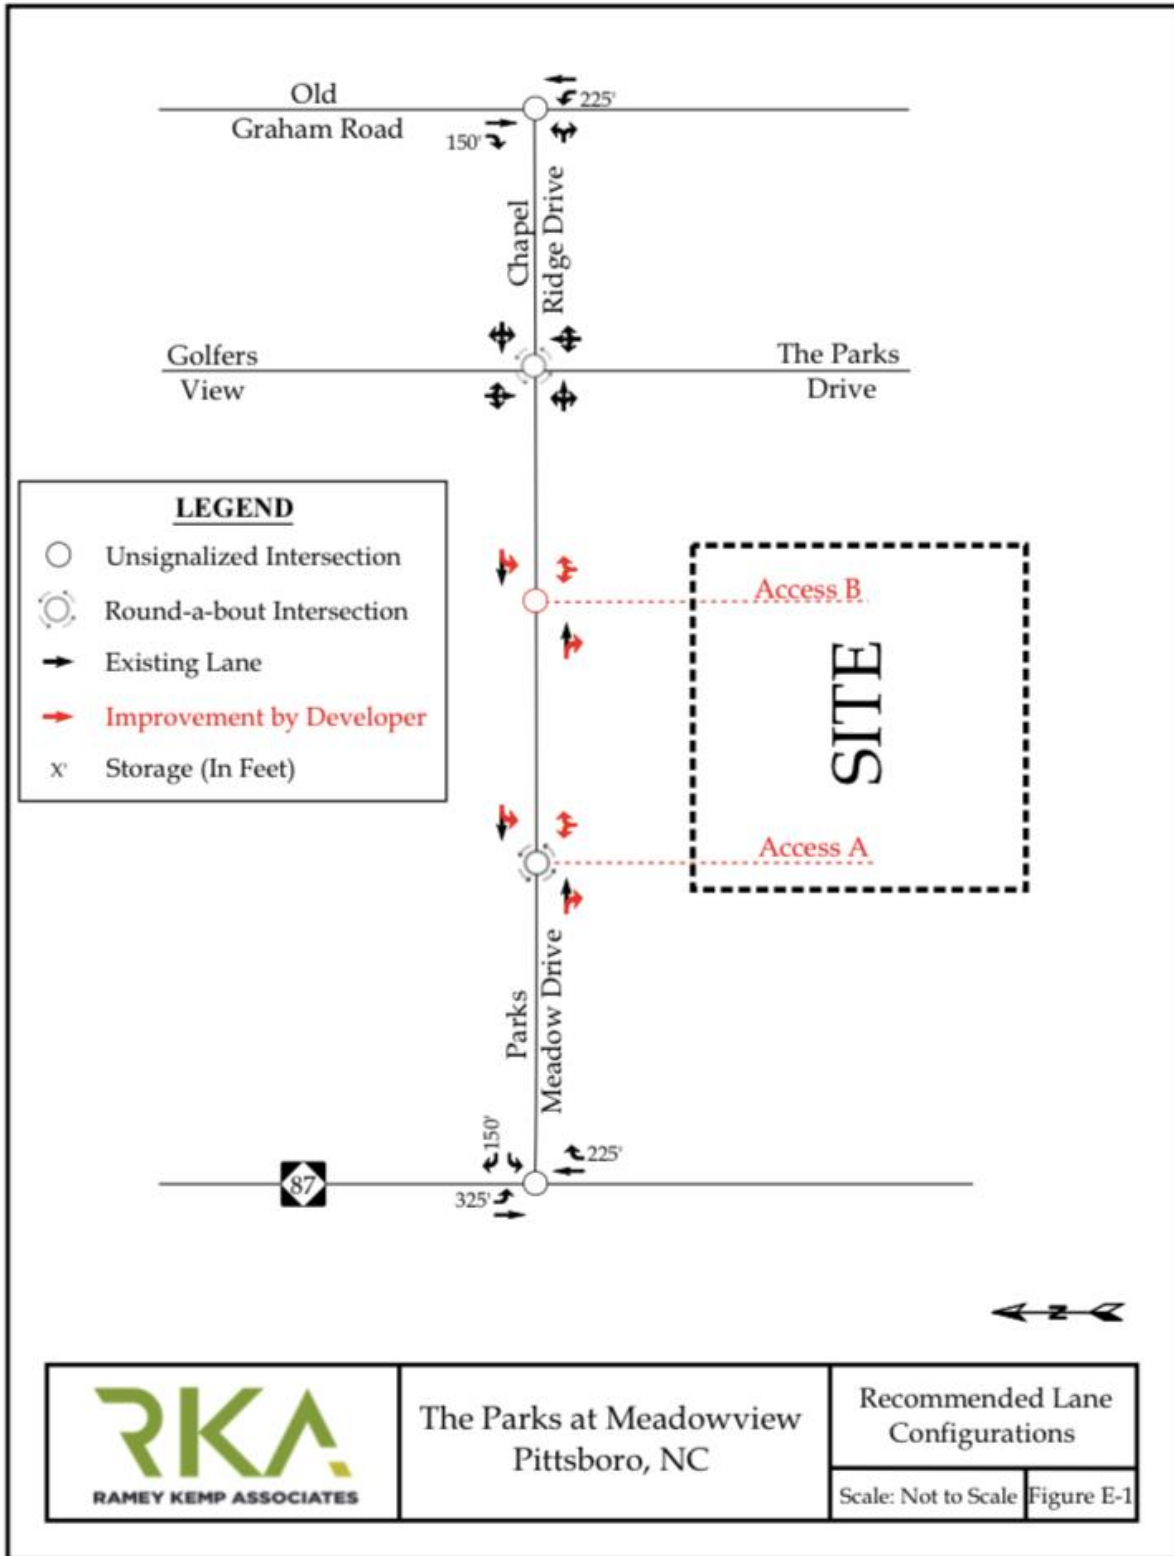 Old
Graham Road
225'
150'
Chapel
Ridge Drive
Golfers
View
The Parks
Drive
LEGEND
Unsignalized Intersection
Round-a-bout Intersection
Existing Lane
Improvement by Developer
X' Storage (In Feet)
Access B
SITE
Access A
Parks
Meadow Drive
150'
225'
87
325'
N
RKA
RAMEY KEMP ASSOCIATES
The Parks at Meadowview
Pittsboro, NC
Recommended Lane
Configurations
Scale: Not to Scale
Figure E-1